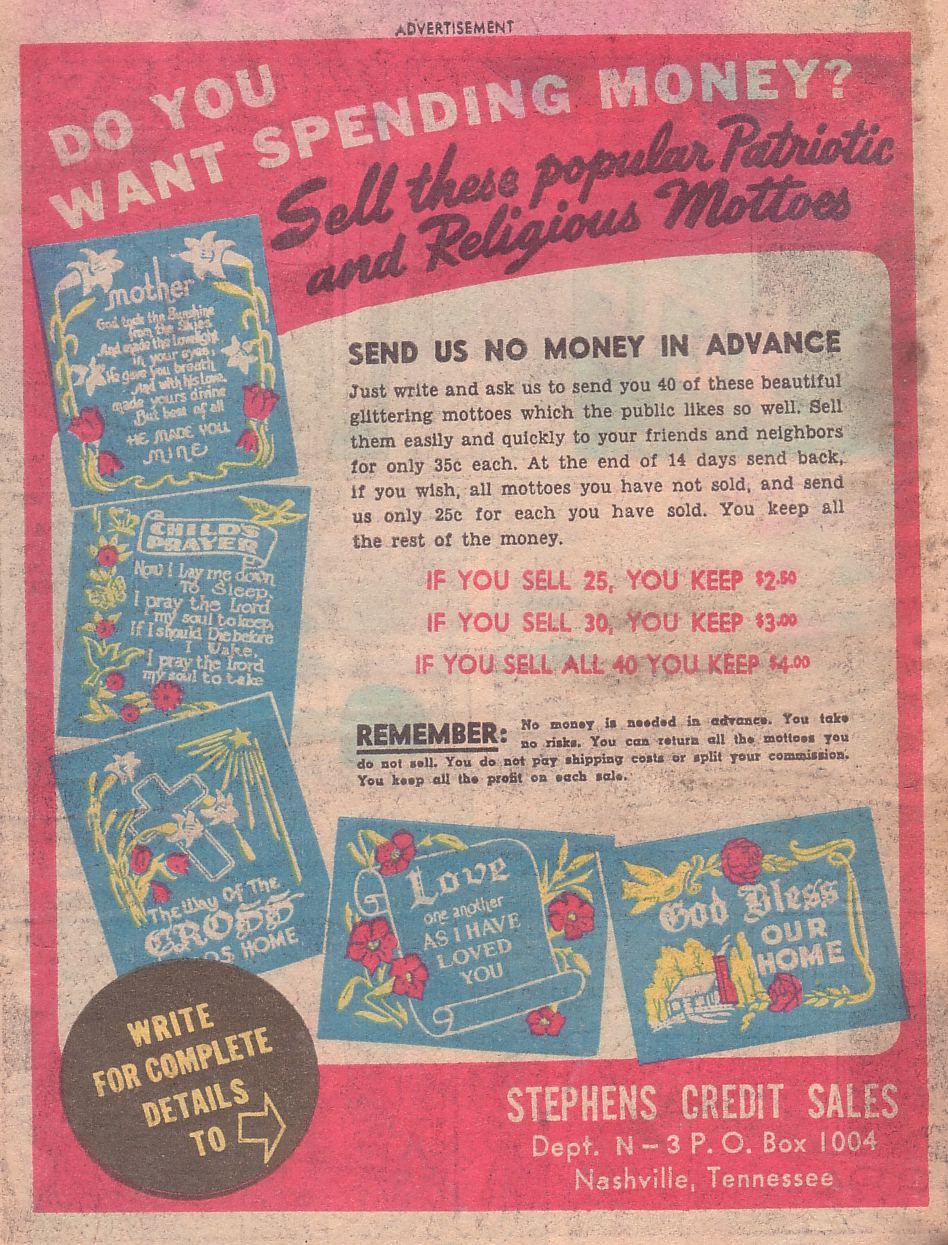 ADVERTISEMENT
DO YOU
WANT SPENDING MONEY?
Sell these popular Patriotic
and Religious Mottoes
mother
God took the Sunshine
from the Skies
And made the Lovelight
in your eyes,
He gave you breath
And with his Love,
made yours divine
But best of all
HE MADE YOU
MINE
CHILD'S
PRAYER
Now I Lay me down
To Sleep,
I pray the Lord
my soul to keep,
If I should Die before
I Wake,
I pray the Lord
my soul to take
The Way Of The
CROSS
HOME
SEND US NO MONEY IN ADVANCE
Just write and ask us to send you 40 of these beautiful
glittering mottoes which the public likes so well. Sell
them easily and quickly to your friends and neighbors
for only 35c each. At the end of 14 days send back,
if you wish, all mottoes you have not sold, and send
us only 25c for each you have sold. You keep all
the rest of the money.
IF YOU SELL 25, YOU KEEP $2.50
IF YOU SELL 30, YOU KEEP $3.00
IF YOU SELL ALL 40 YOU KEEP $4.00
REMEMBER: No money is needed in advance. You take
no risks. You can return all the mottoes you
do not sell. You do not pay shipping costs or split your commission.
You keep all the profit on each sale.
Love
one another
AS I HAVE
LOVED
YOU
God Bless
OUR
HOME
WRITE
FOR COMPLETE
DETAILS
TO
STEPHENS CREDIT SALES
Dept. N – 3 P. O. Box 1004
Nashville, Tennessee